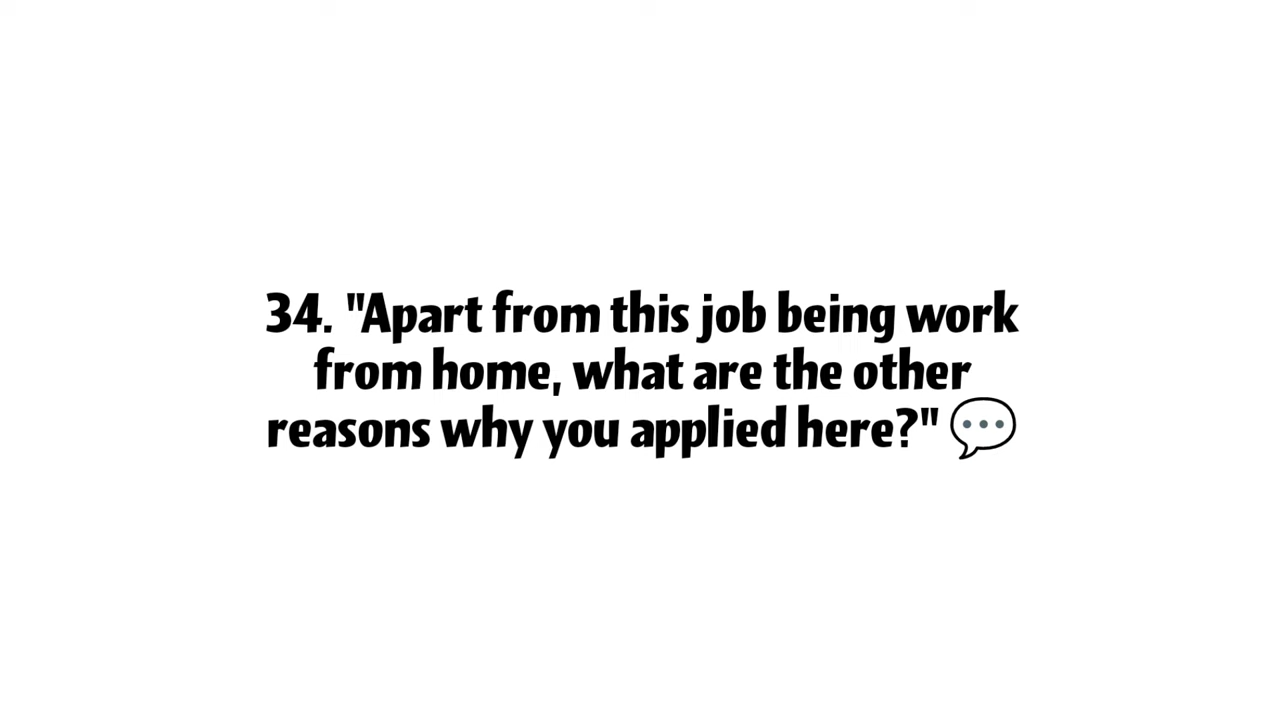 34. "Apart from this job being work
from home, what are the other
reasons why you applied here?" 💬